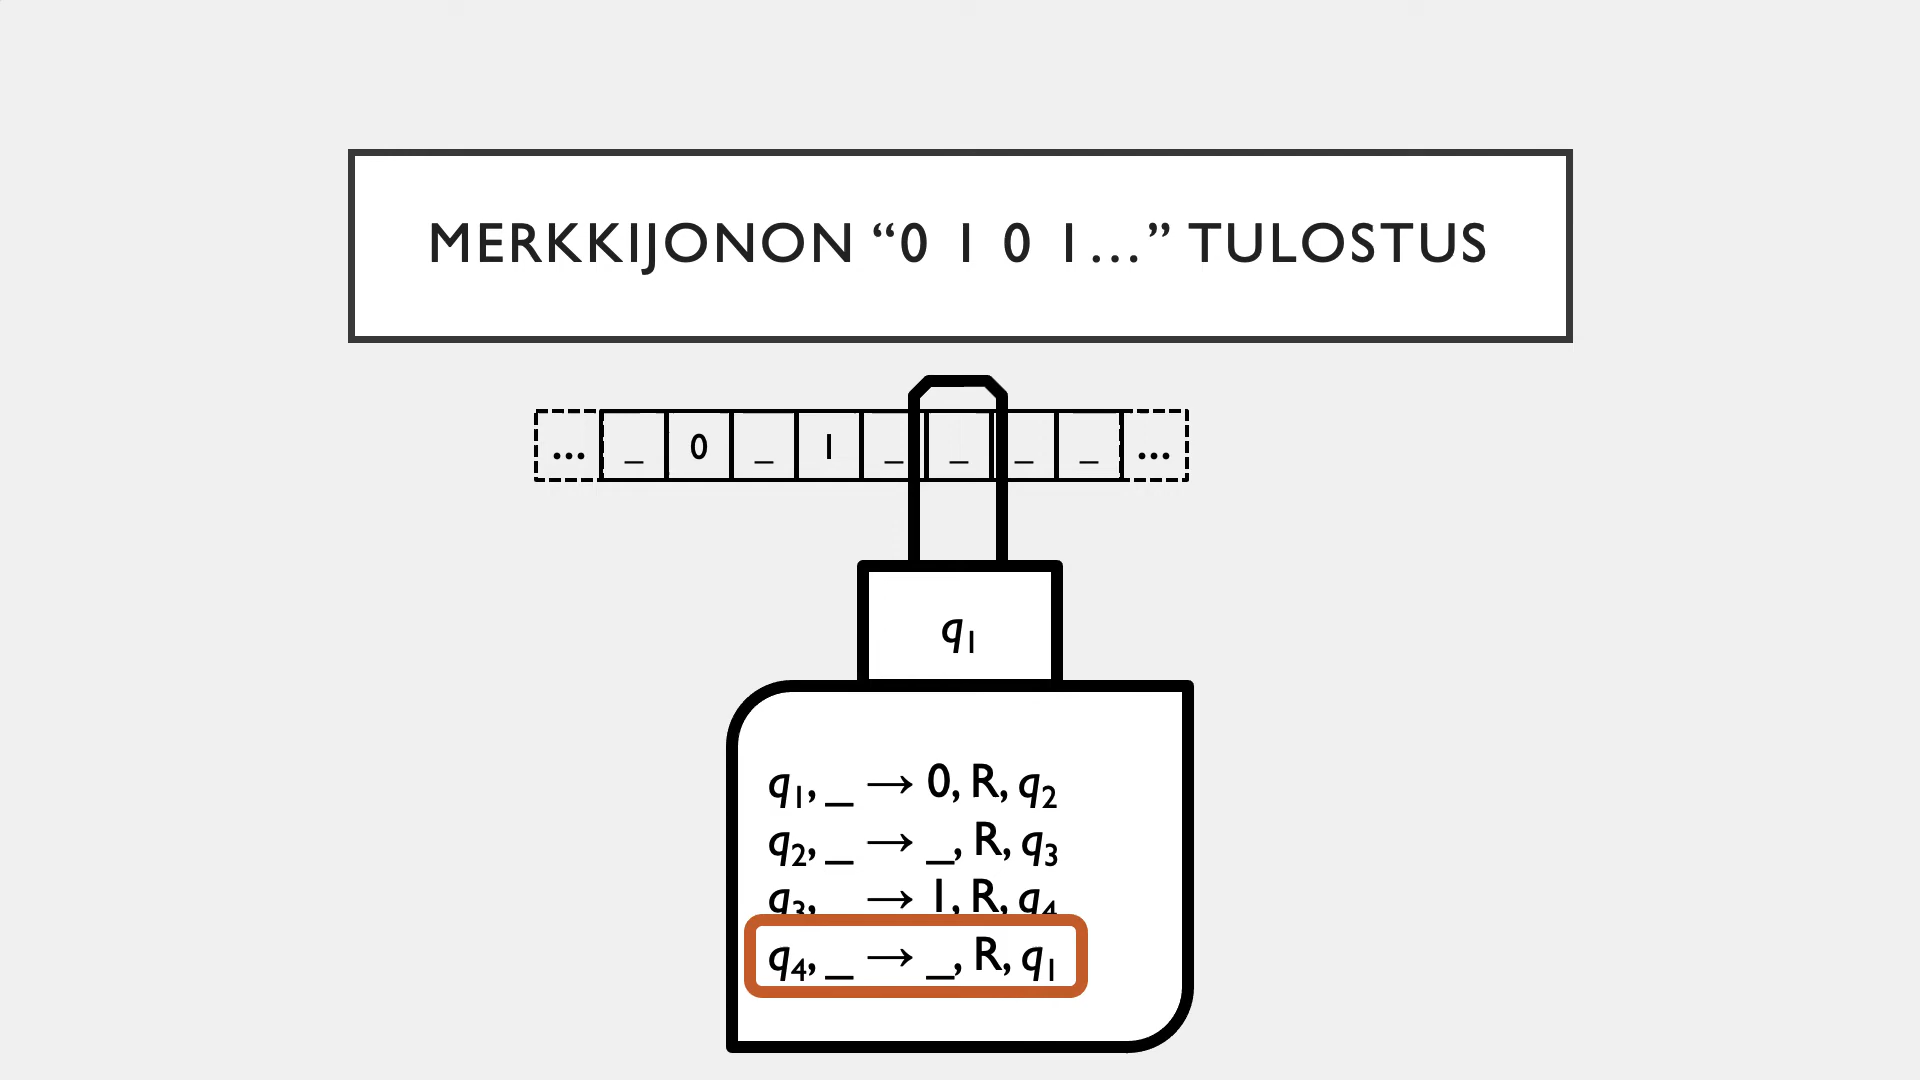 MERKKIJONON “0 1 0 1…” TULOSTUS
… _ 0 _ 1 _ _ _ _ …
q₁
q₁, _ → 0, R, q₂
q₂, _ → _, R, q₃
q₃, _ → 1, R, q₄
q₄, _ → _, R, q₁